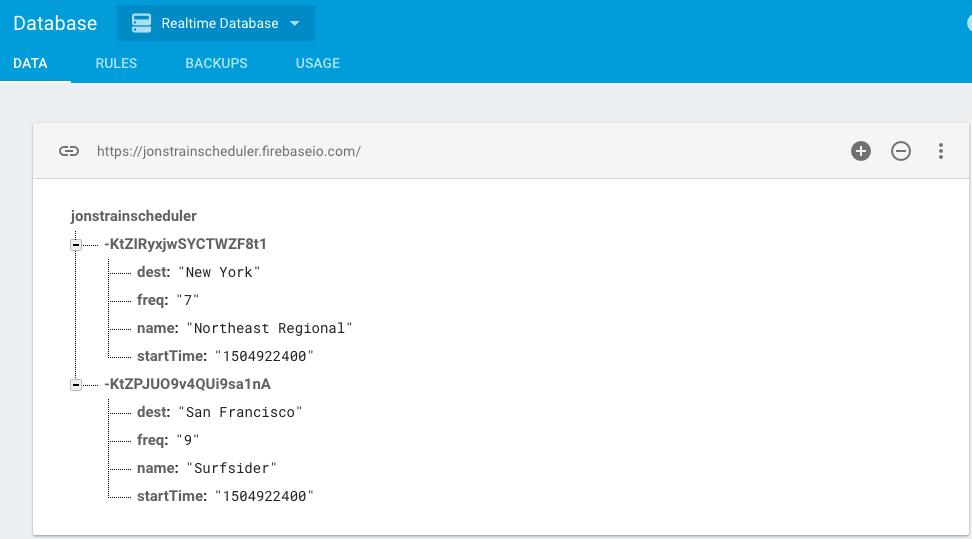 Database Realtime Database
DATA RULES BACKUPS USAGE
https://jonstrainscheduler.firebaseio.com/
jonstrainscheduler
-KtZIRyxjwSYCTWZF8t1
dest: "New York"
freq: "7"
name: "Northeast Regional"
startTime: "1504922400"
-KtZPJUO9v4QUi9sa1nA
dest: "San Francisco"
freq: "9"
name: "Surfsider"
startTime: "1504922400"